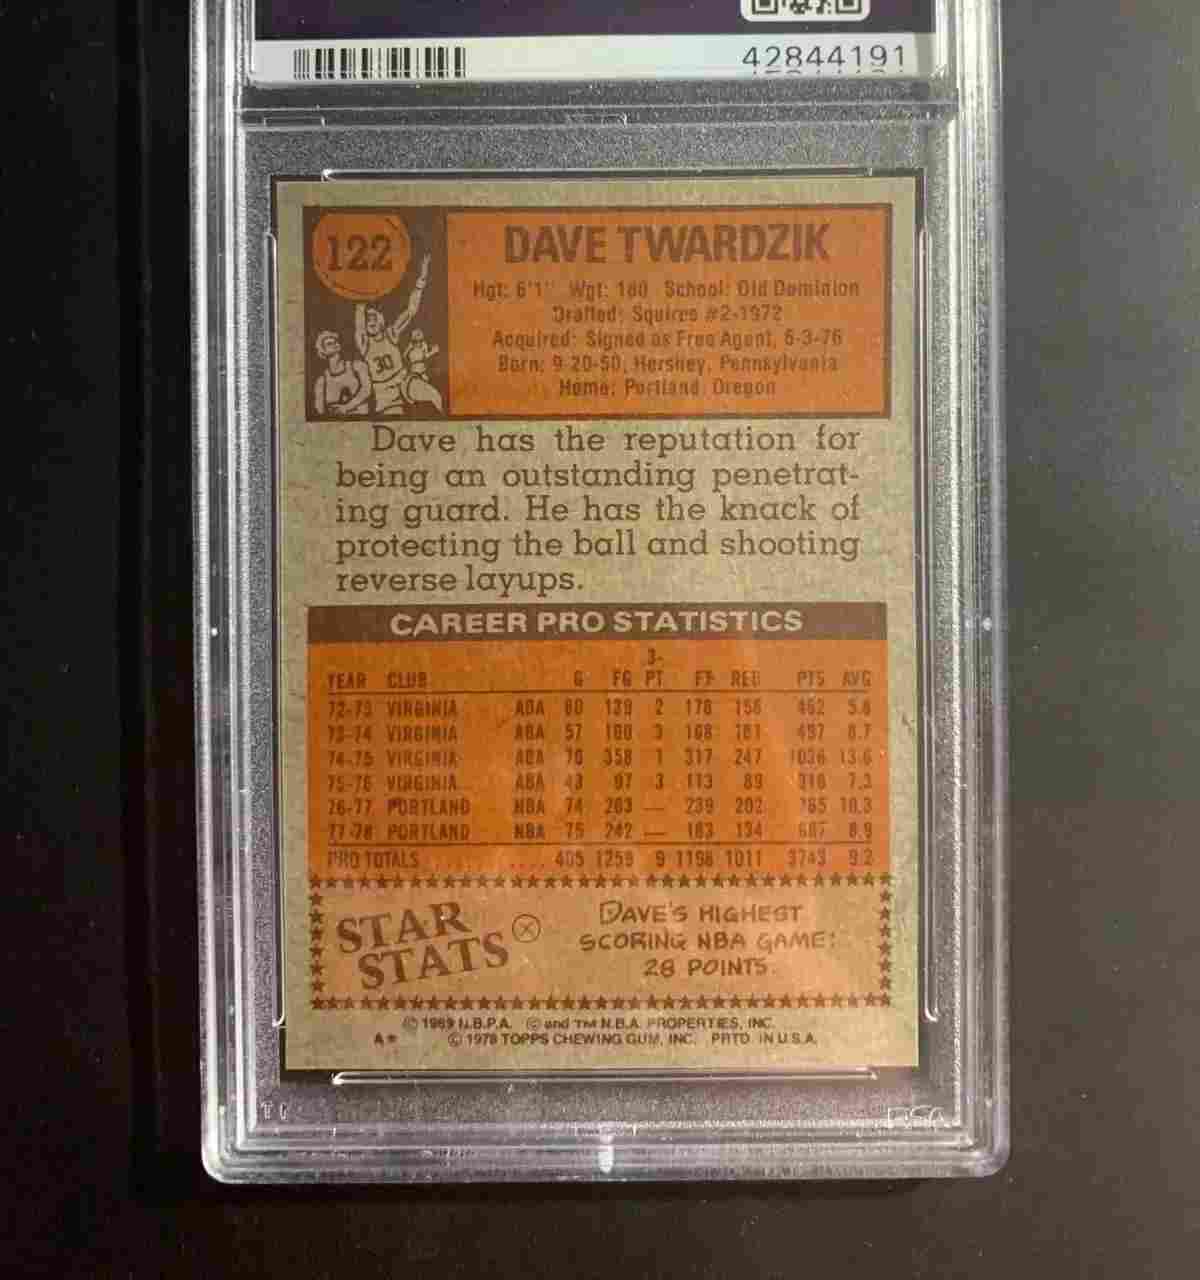 42844191
122
DAVE TWARDZIK
Hgt: 6'1" Wgt: 180 School: Old Dominion
Drafted: Squires #2-1972
Acquired: Signed as Free Agent, 6-3-76
Born: 9-20-50, Hershey, Pennsylvania
Home: Portland, Oregon
30
Dave has the reputation for
being an outstanding penetrat-
ing guard. He has the knack of
protecting the ball and shooting
reverse layups.
CAREER PRO STATISTICS
3-
YEAR CLUB G FG PT FT REB PTS AVG
72-73 VIRGINIA ABA 80 139 2 178 156 462 5.8
73-74 VIRGINIA ABA 57 160 3 168 161 497 8.7
74-75 VIRGINIA ABA 76 358 1 317 247 1036 13.6
75-76 VIRGINIA ABA 43 97 3 113 89 316 7.3
76-77 PORTLAND NBA 74 263 — 239 202 765 10.3
77-78 PORTLAND NBA 75 242 — 183 134 667 8.9
PRO TOTALS .... 405 1259 9 1198 1011 3743 9.2
STAR
STATS
DAVE'S HIGHEST
SCORING NBA GAME:
28 POINTS.
© 1969 N.B.P.A. © and TM N.B.A. PROPERTIES, INC.
A* © 1978 TOPPS CHEWING GUM, INC. PRTD. IN U.S.A.
PSA